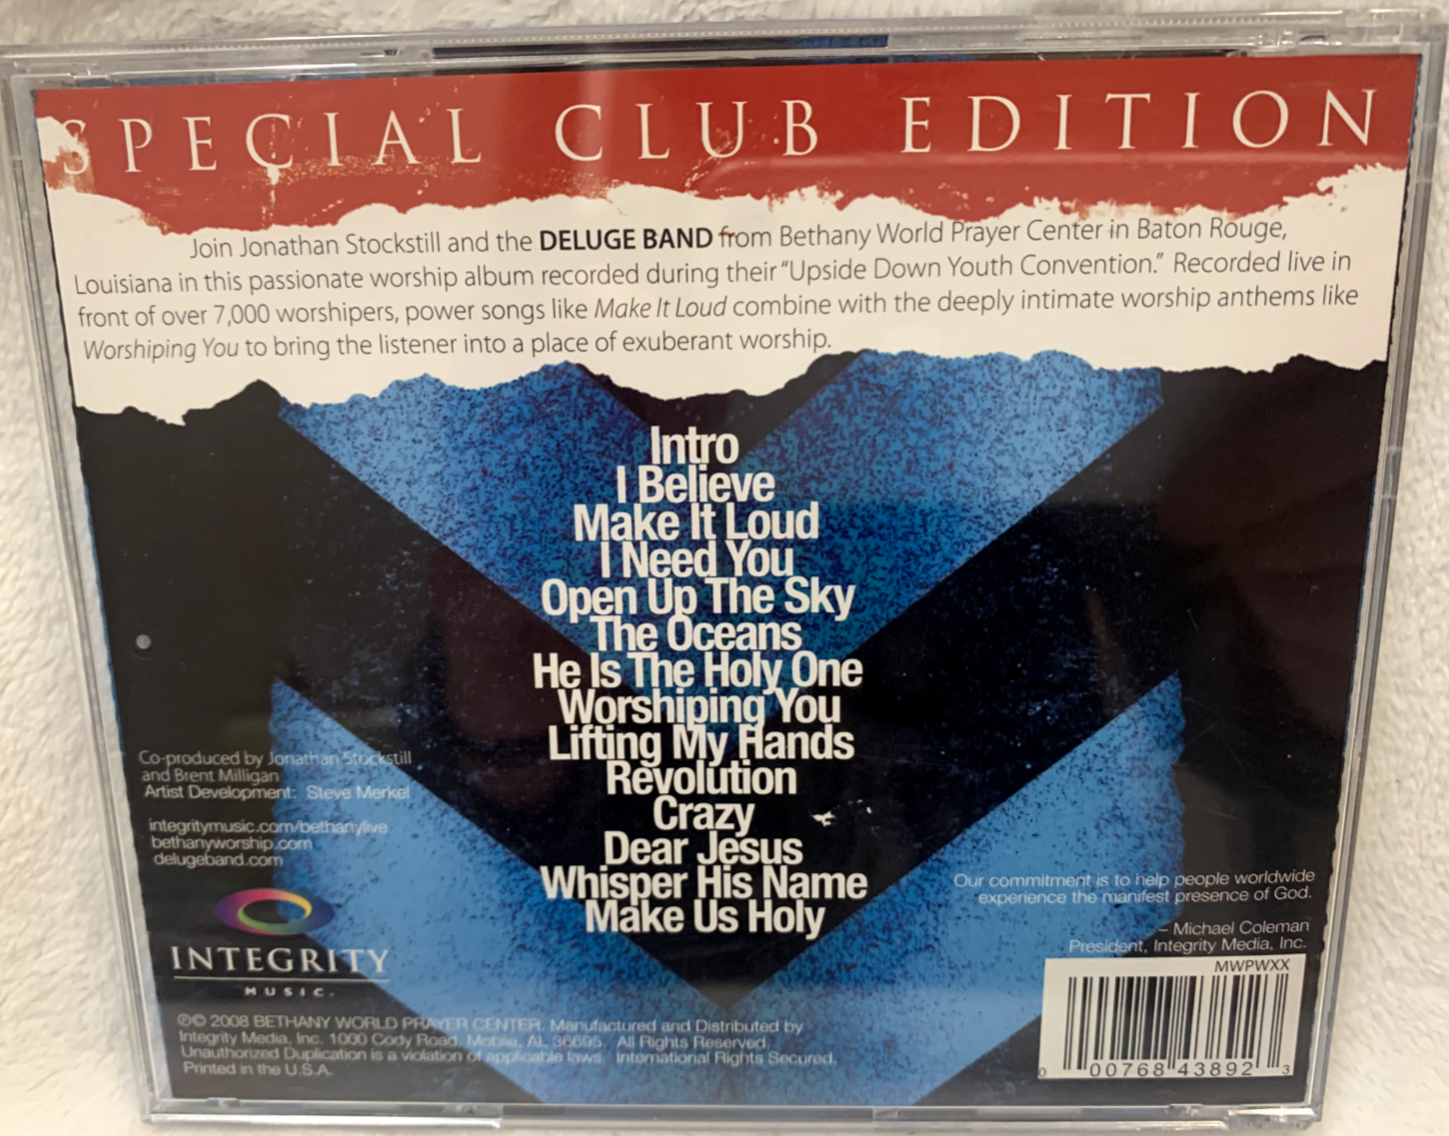 SPECIAL CLUB EDITION
Join Jonathan Stockstill and the DELUGE BAND from Bethany World Prayer Center in Baton Rouge,
Louisiana in this passionate worship album recorded during their “Upside Down Youth Convention.” Recorded live in
front of over 7,000 worshipers, power songs like Make It Loud combine with the deeply intimate worship anthems like
Worshiping You to bring the listener into a place of exuberant worship.
Intro
I Believe
Make It Loud
I Need You
Open Up The Sky
The Oceans
He Is The Holy One
Worshiping You
Lifting My Hands
Revolution
Crazy
Dear Jesus
Whisper His Name
Make Us Holy
Co-produced by Jonathan Stockstill
and Brent Milligan
Artist Development: Steve Merkel
integritymusic.com/bethanylive
bethanyworship.com
delugeband.com
INTEGRITY
MUSIC.
℗© 2008 BETHANY WORLD PRAYER CENTER. Manufactured and Distributed by
Integrity Media, Inc. 1000 Cody Road, Mobile, AL 36695. All Rights Reserved.
Unauthorized Duplication is a violation of applicable laws. International Rights Secured.
Printed in the U.S.A.
Our commitment is to help people worldwide
experience the manifest presence of God.
– Michael Coleman
President, Integrity Media, Inc.
MWPWXX
0 00768 43892 3